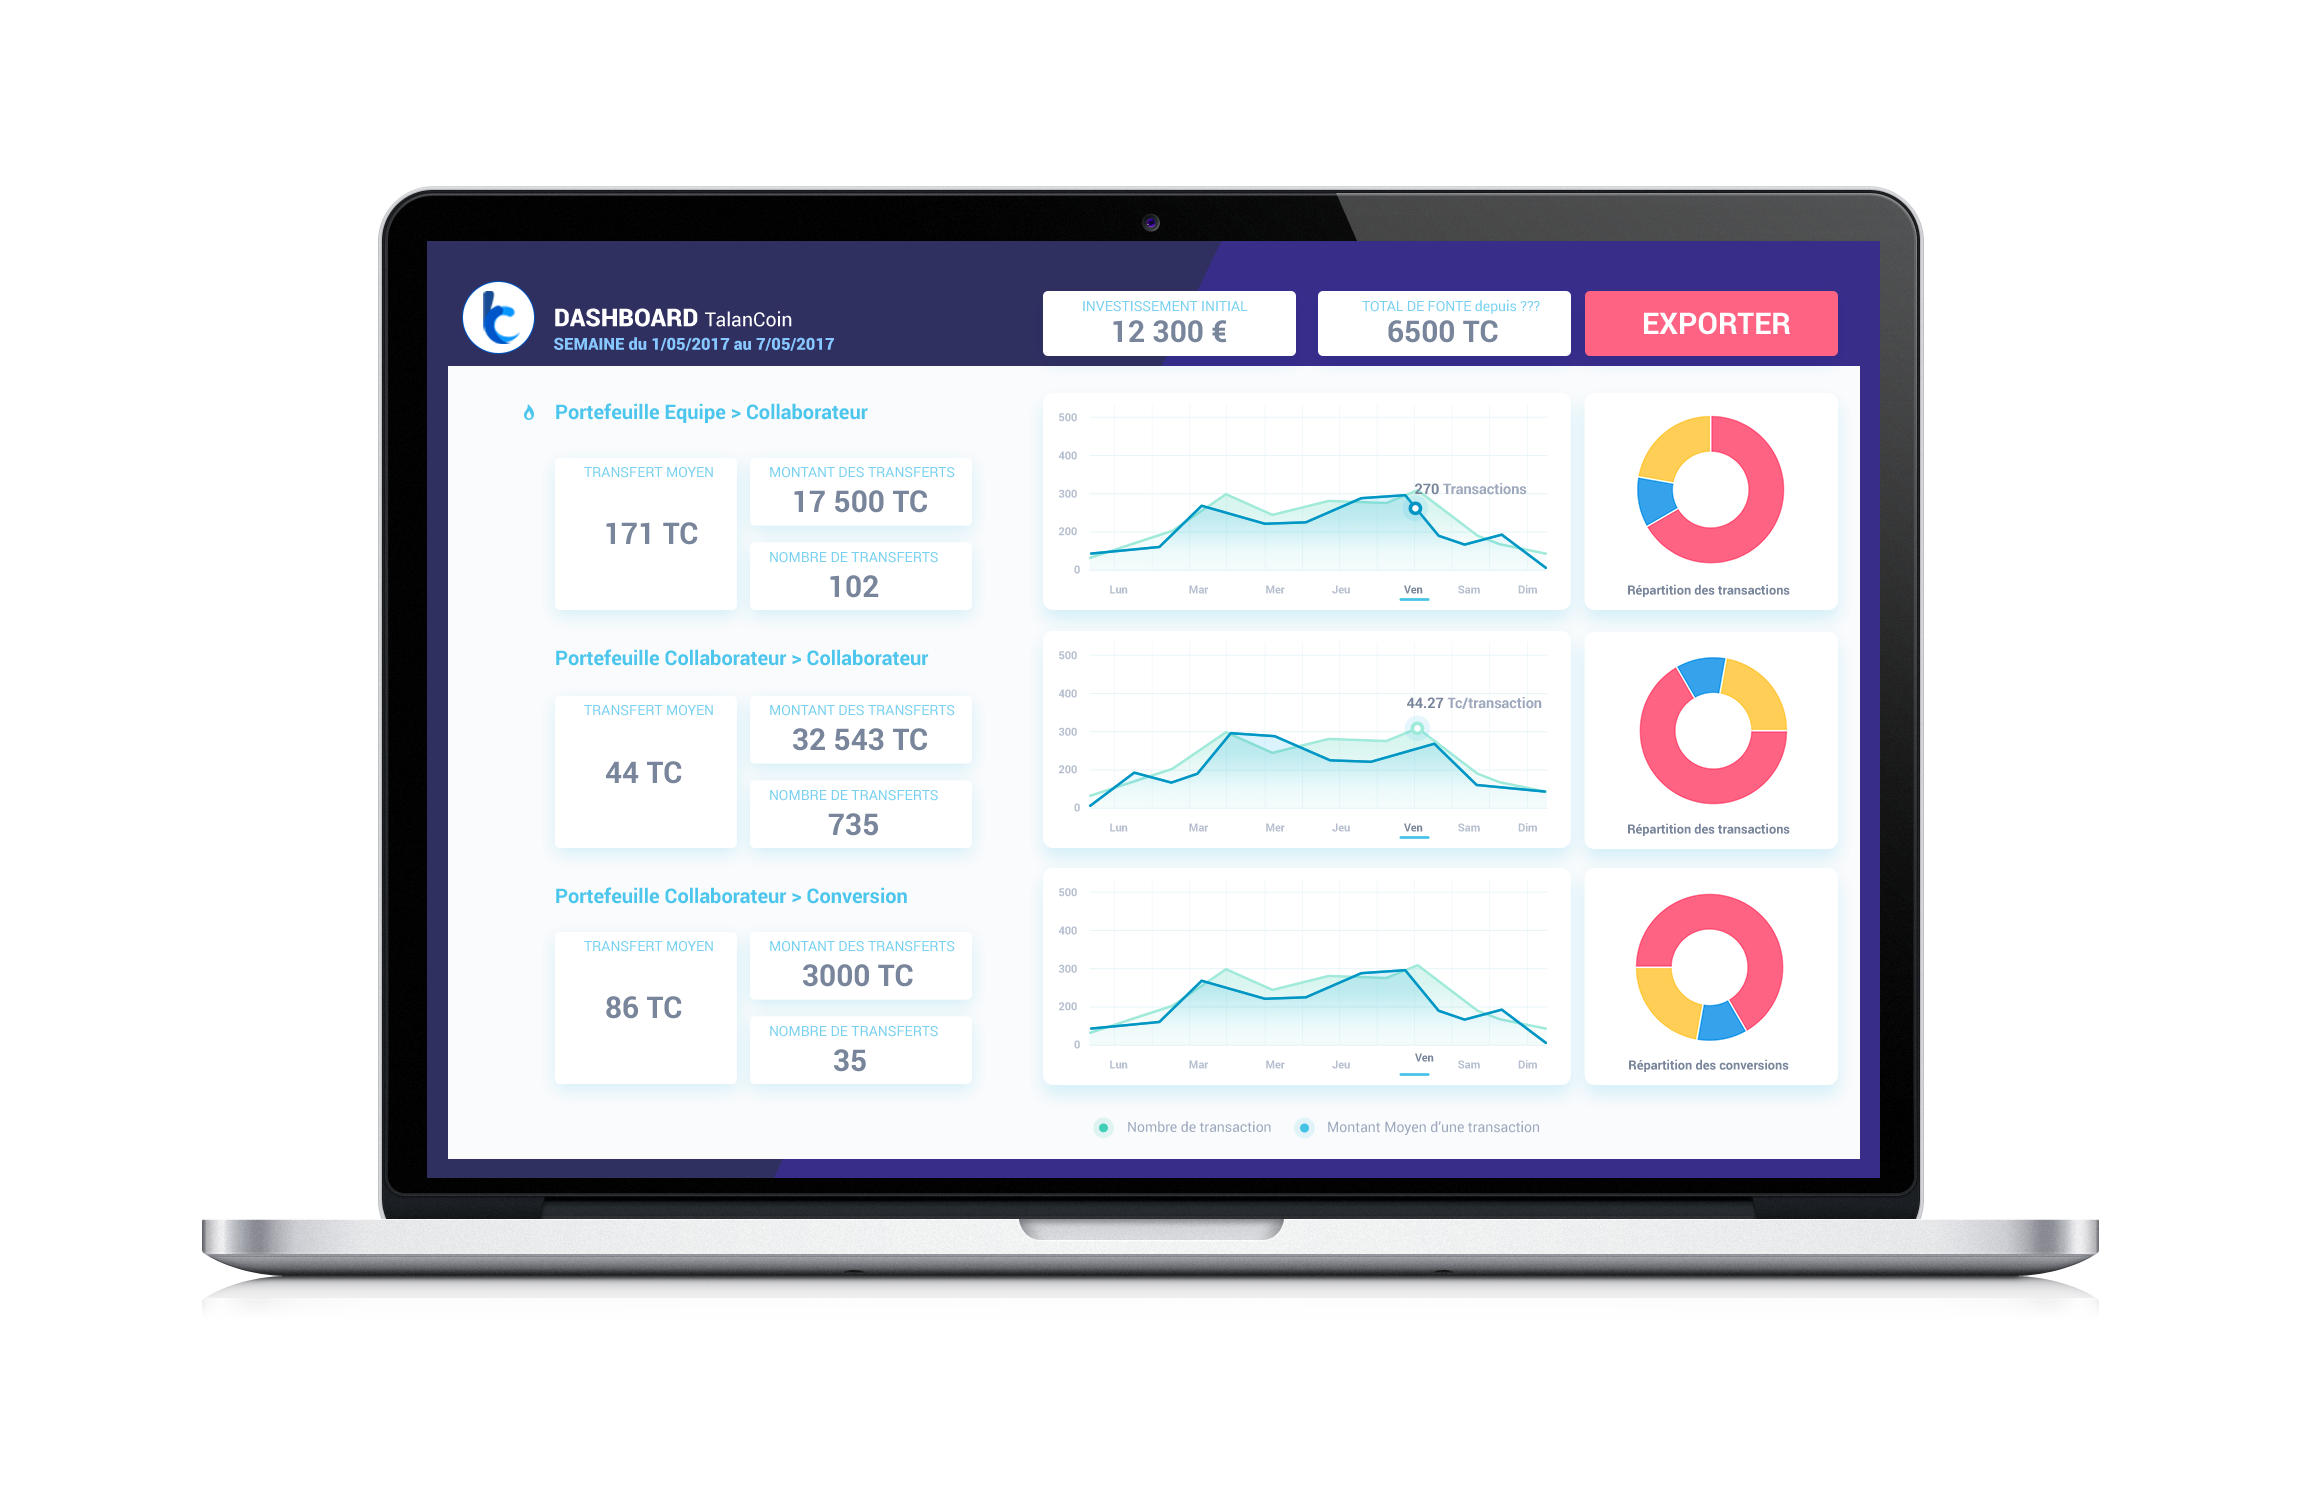 DASHBOARD TalanCoin
SEMAINE du 1/05/2017 au 7/05/2017
INVESTISSEMENT INITIAL
12 300 €
TOTAL DE FONTE depuis ???
6500 TC
EXPORTER
Portefeuille Equipe > Collaborateur
TRANSFERT MOYEN
171 TC
MONTANT DES TRANSFERTS
17 500 TC
NOMBRE DE TRANSFERTS
102
500
400
300
200
0
270 Transactions
Lun Mar Mer Jeu Ven Sam Dim
Répartition des transactions
Portefeuille Collaborateur > Collaborateur
TRANSFERT MOYEN
44 TC
MONTANT DES TRANSFERTS
32 543 TC
NOMBRE DE TRANSFERTS
735
500
400
300
200
0
44.27 Tc/transaction
Lun Mar Mer Jeu Ven Sam Dim
Répartition des transactions
Portefeuille Collaborateur > Conversion
TRANSFERT MOYEN
86 TC
MONTANT DES TRANSFERTS
3000 TC
NOMBRE DE TRANSFERTS
35
500
400
300
200
0
Lun Mar Mer Jeu Ven Sam Dim
Répartition des conversions
Nombre de transaction
Montant Moyen d'une transaction